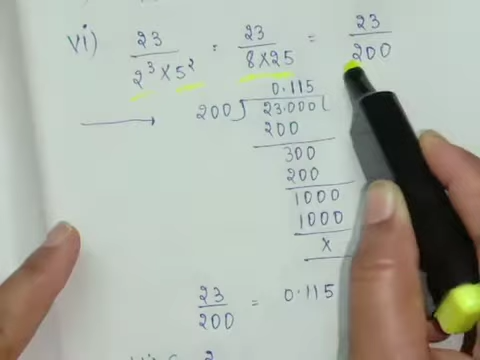 vi) 23 / 2³ × 5² = 23 / 8×25 = 23 / 200
0.115
200 ) 23.000 (
200
300
200
1000
1000
x
23 / 200 = 0.115